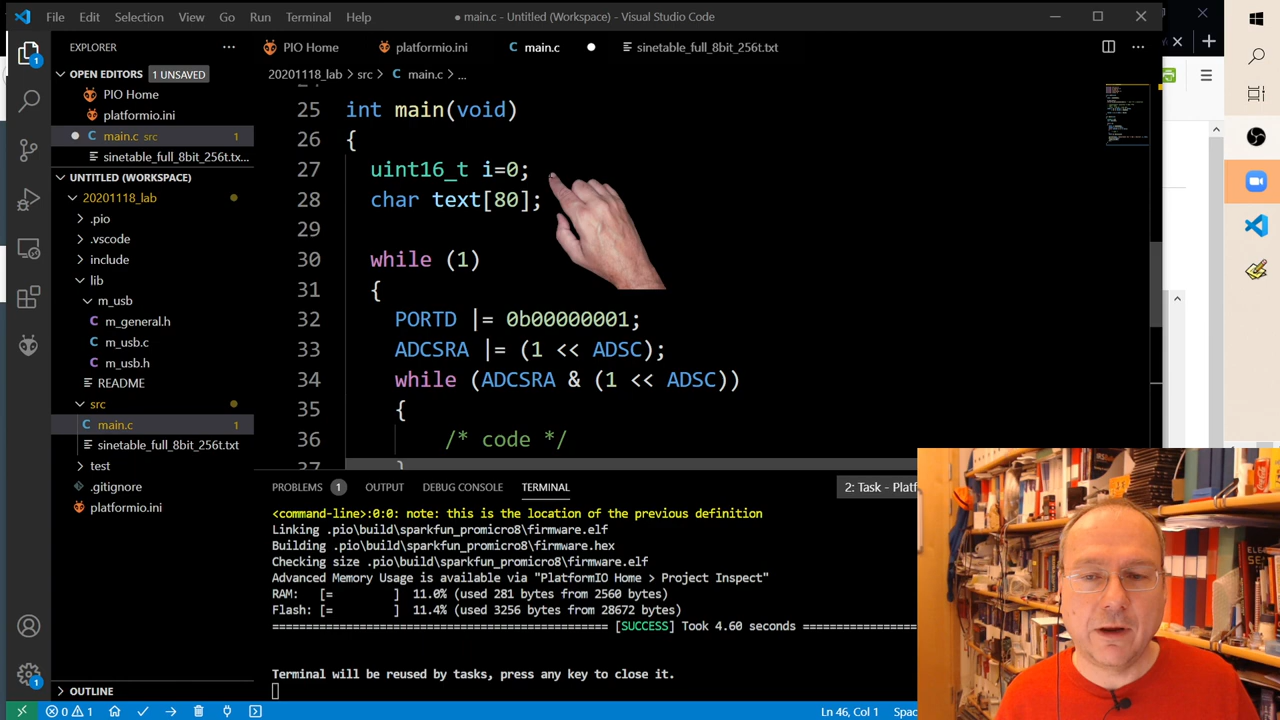 File Edit Selection View Go Run Terminal Help
● main.c - Untitled (Workspace) - Visual Studio Code
EXPLORER
PIO Home
platformio.ini
main.c
sinetable_full_8bit_256t.txt
OPEN EDITORS 1 UNSAVED
PIO Home
platformio.ini
main.c src 1
sinetable_full_8bit_256t.tx...
UNTITLED (WORKSPACE)
20201118_lab
.pio
.vscode
include
lib
m_usb
m_general.h
m_usb.c
m_usb.h
README
src
main.c 1
sinetable_full_8bit_256t.txt
test
.gitignore
platformio.ini
OUTLINE
20201118_lab > src > C main.c > ...
25 int main(void)
26 {
27 uint16_t i=0;
28 char text[80];
29
30 while (1)
31 {
32 PORTD |= 0b00000001;
33 ADCSRA |= (1 << ADSC);
34 while (ADCSRA & (1 << ADSC))
35 {
36 /* code */
37 }
PROBLEMS 1 OUTPUT DEBUG CONSOLE TERMINAL
2: Task - Platf
<command-line>:0:0: note: this is the location of the previous definition
Linking .pio\build\sparkfun_promicro8\firmware.elf
Building .pio\build\sparkfun_promicro8\firmware.hex
Checking size .pio\build\sparkfun_promicro8\firmware.elf
Advanced Memory Usage is available via "PlatformIO Home > Project Inspect"
RAM: [= ] 11.0% (used 281 bytes from 2560 bytes)
Flash: [= ] 11.4% (used 3256 bytes from 28672 bytes)
============================================= [SUCCESS] Took 4.60 seconds =================
Terminal will be reused by tasks, press any key to close it.
0 1
Ln 46, Col 1 Spac